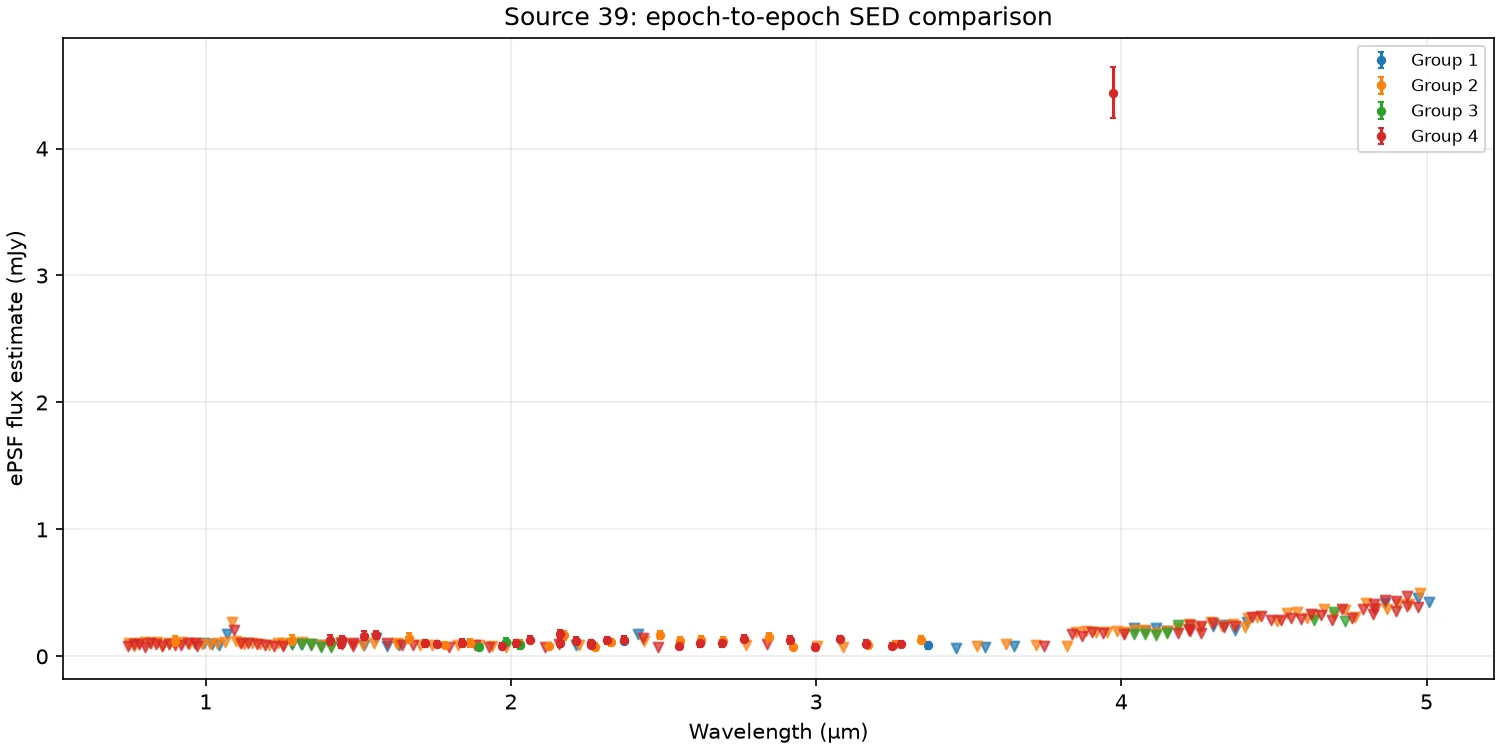 Source 39: epoch-to-epoch SED comparison
ePSF flux estimate (mJy)
4
3
2
1
0
Group 1
Group 2
Group 3
Group 4
1 2 3 4 5
Wavelength (μm)